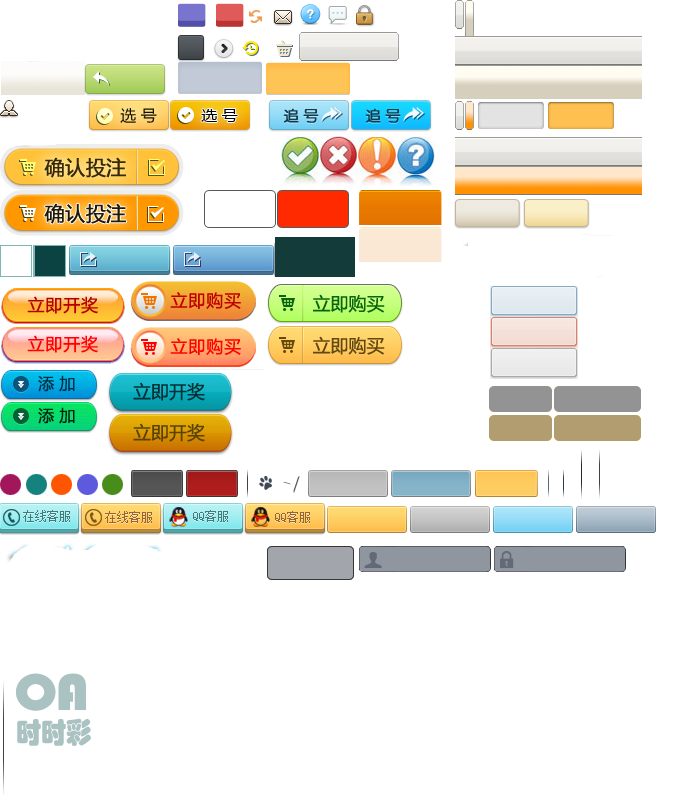 选 号
选 号
追 号
追 号
确认投注
确认投注
立即开奖
立即购买
立即购买
立即开奖
立即购买
立即购买
添 加
立即开奖
添 加
立即开奖
在线客服
在线客服
QQ客服
QQ客服
OA
时时彩